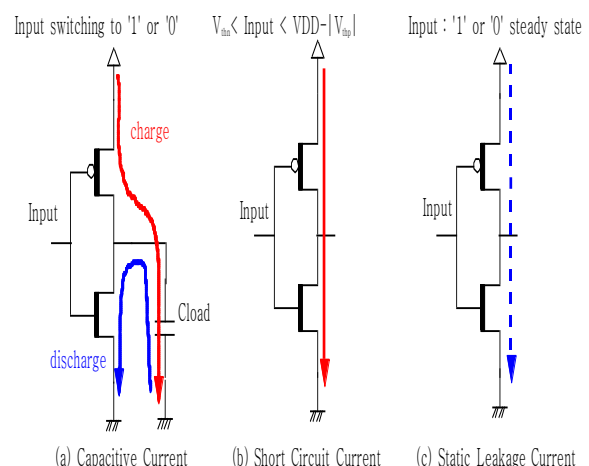 Input switching to '1' or '0'
Vthn< Input < VDD-|Vthp|
Input : '1' or '0' steady state
charge
Input
Input
Input
Cload
discharge
(a) Capacitive Current
(b) Short Circuit Current
(c) Static Leakage Current